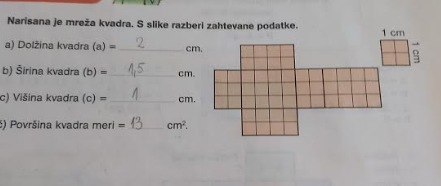 Narisana je mreža kvadra. S slike razberi zahtevane podatke.
a) Dolžina kvadra (a) = 2 cm.
b) Širina kvadra (b) = 1,5 cm.
c) Višina kvadra (c) = 1 cm.
č) Površina kvadra meri = 13 cm².
1 cm
1 cm